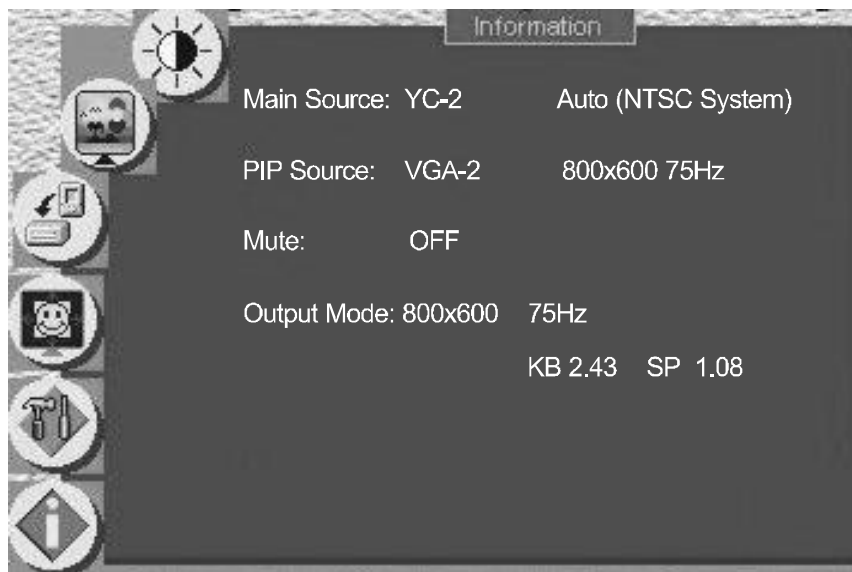 Information
Main Source: YC-2 Auto (NTSC System)
PIP Source: VGA-2 800x600 75Hz
Mute: OFF
Output Mode: 800x600 75Hz
KB 2.43 SP 1.08